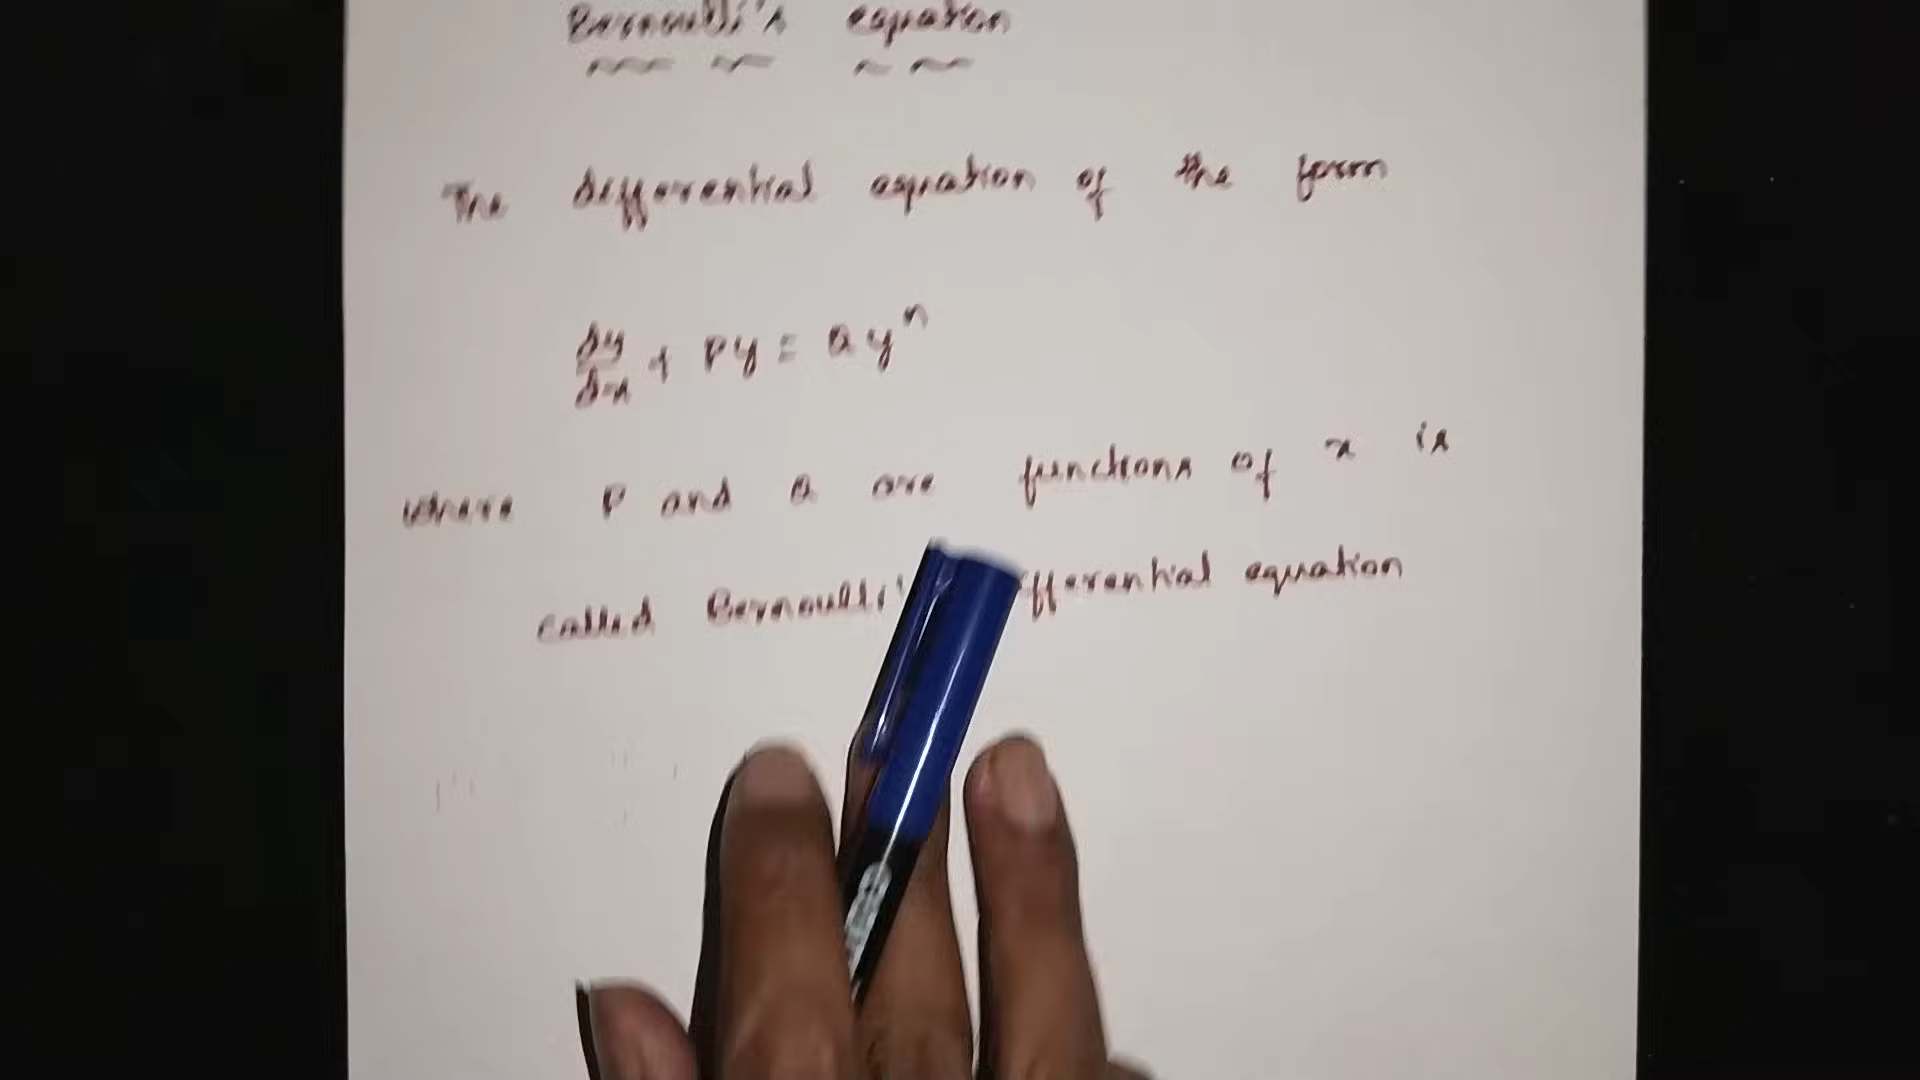 Bernoulli's equation
The differential equation of the form
dy/dx + Py = Qy^n
where P and Q are functions of x is
called Bernoulli' ifferential equation